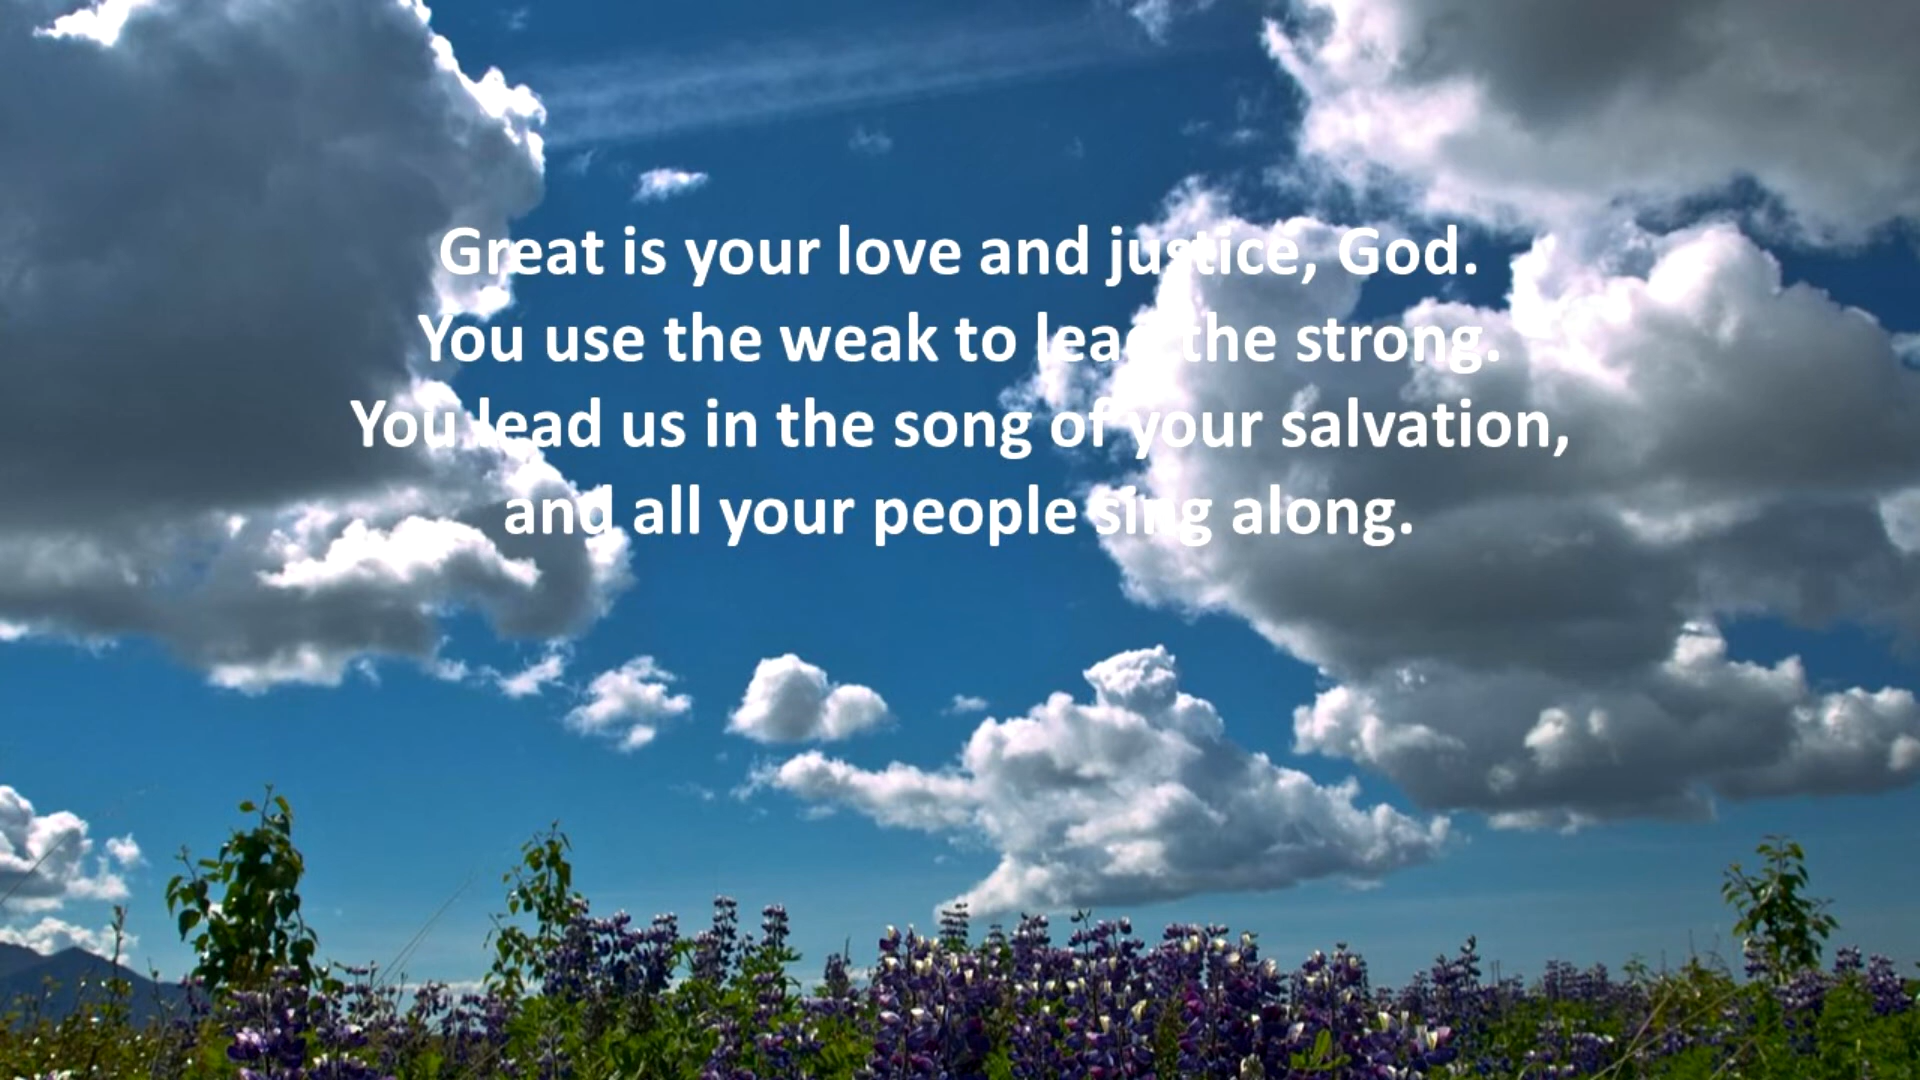 Great is your love and justice, God.
You use the weak to lead the strong.
You lead us in the song of your salvation,
and all your people sing along.